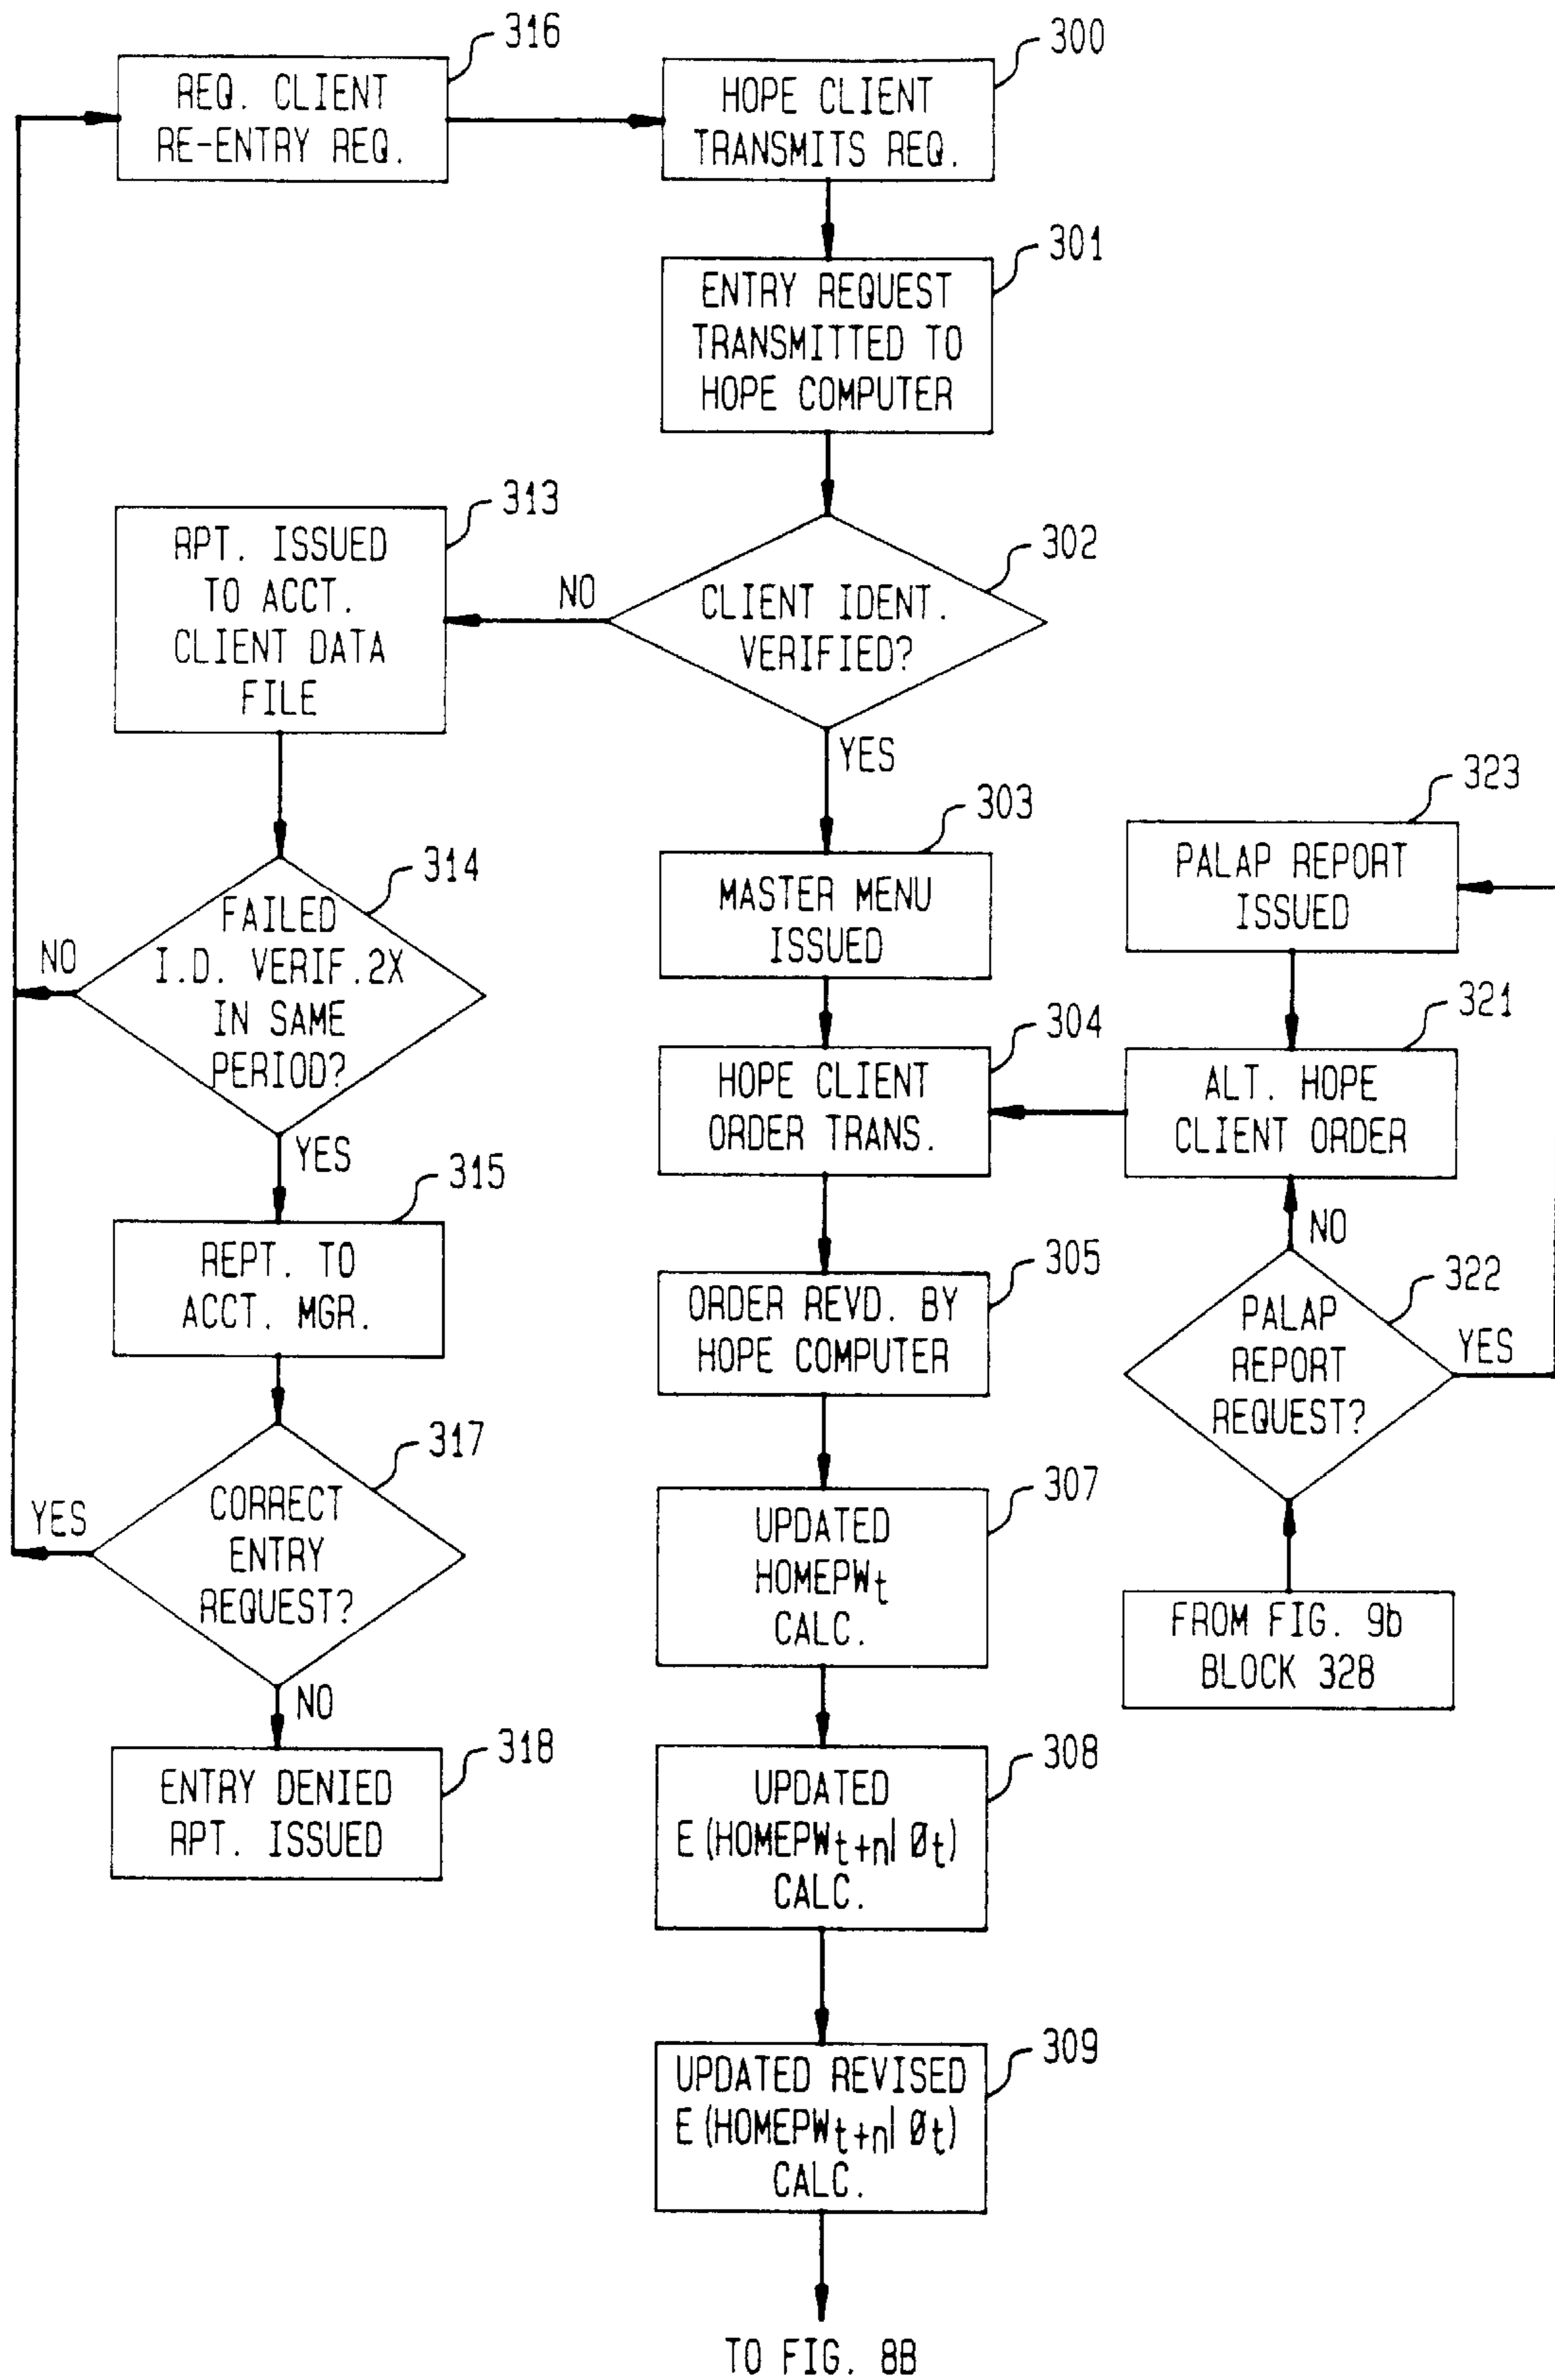 316
REQ. CLIENT
RE-ENTRY REQ.
300
HOPE CLIENT
TRANSMITS REQ.
301
ENTRY REQUEST
TRANSMITTED TO
HOPE COMPUTER
302
CLIENT IDENT.
VERIFIED?
NO
YES
313
RPT. ISSUED
TO ACCT.
CLIENT DATA
FILE
314
FAILED
I.D. VERIF.2X
IN SAME
PERIOD?
NO
YES
315
REPT. TO
ACCT. MGR.
317
CORRECT
ENTRY
REQUEST?
YES
NO
318
ENTRY DENIED
RPT. ISSUED
303
MASTER MENU
ISSUED
304
HOPE CLIENT
ORDER TRANS.
305
ORDER REVD. BY
HOPE COMPUTER
307
UPDATED
HOMEPWt
CALC.
308
UPDATED
E(HOMEPWt+n|Øt)
CALC.
309
UPDATED REVISED
E(HOMEPWt+n|Øt)
CALC.
TO FIG. 8B
323
PALAP REPORT
ISSUED
321
ALT. HOPE
CLIENT ORDER
NO
322
PALAP
REPORT
REQUEST?
YES
FROM FIG. 9b
BLOCK 328